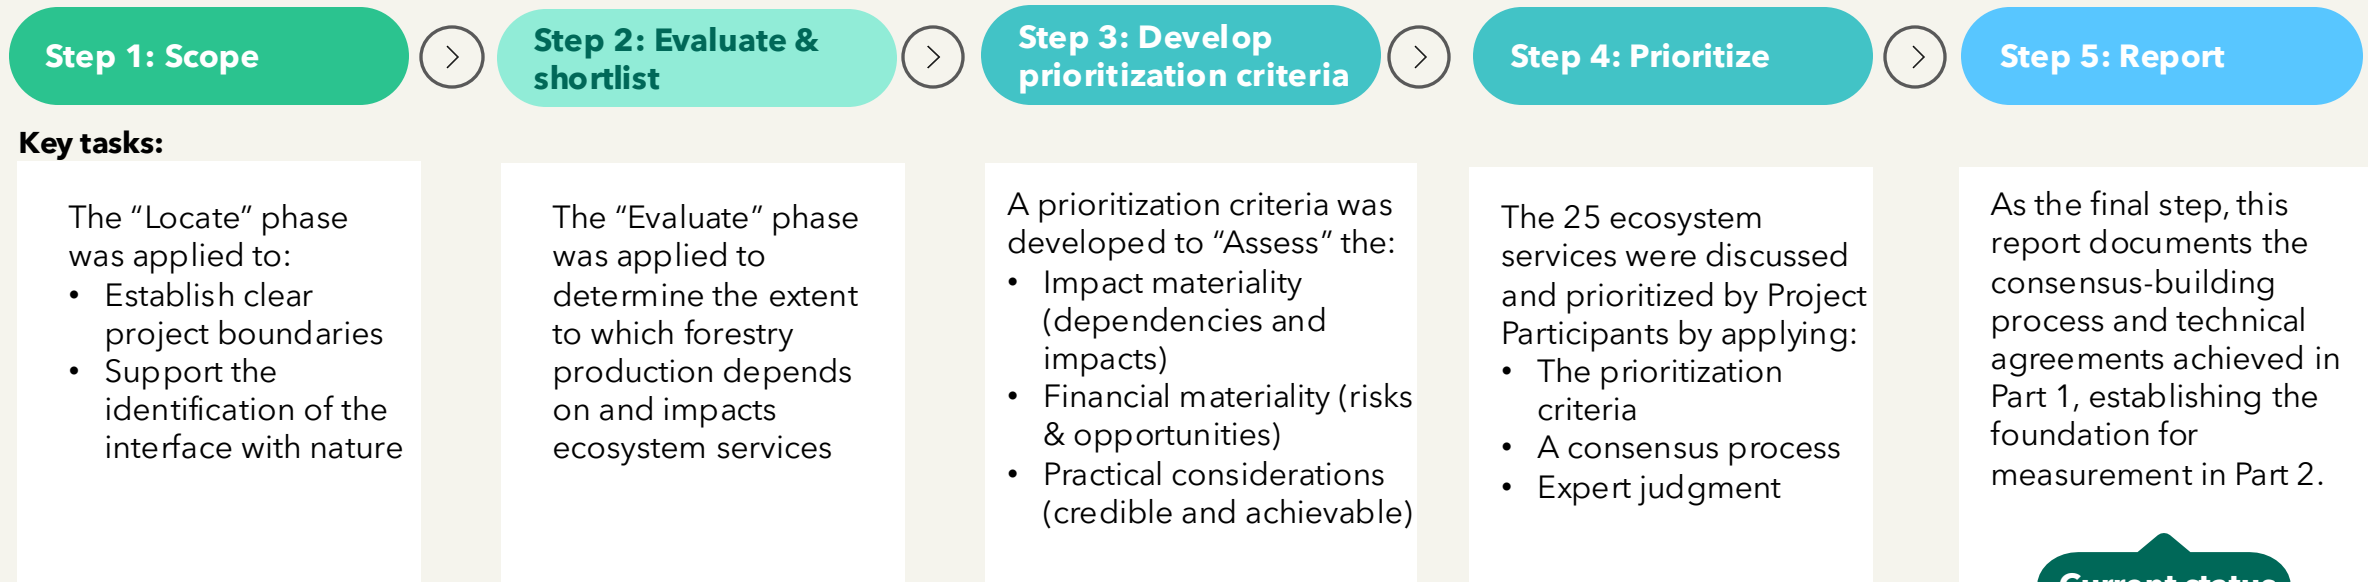 Step 1: Scope
Step 2: Evaluate &
shortlist
Step 3: Develop
prioritization criteria
Step 4: Prioritize
Step 5: Report
Key tasks:
The “Locate” phase
was applied to:
• Establish clear
project boundaries
• Support the
identification of the
interface with nature
The “Evaluate” phase
was applied to
determine the extent
to which forestry
production depends
on and impacts
ecosystem services
A prioritization criteria was
developed to “Assess” the:
• Impact materiality
(dependencies and
impacts)
• Financial materiality (risks
& opportunities)
• Practical considerations
(credible and achievable)
The 25 ecosystem
services were discussed
and prioritized by Project
Participants by applying:
• The prioritization
criteria
• A consensus process
• Expert judgment
As the final step, this
report documents the
consensus-building
process and technical
agreements achieved in
Part 1, establishing the
foundation for
measurement in Part 2.
Current status